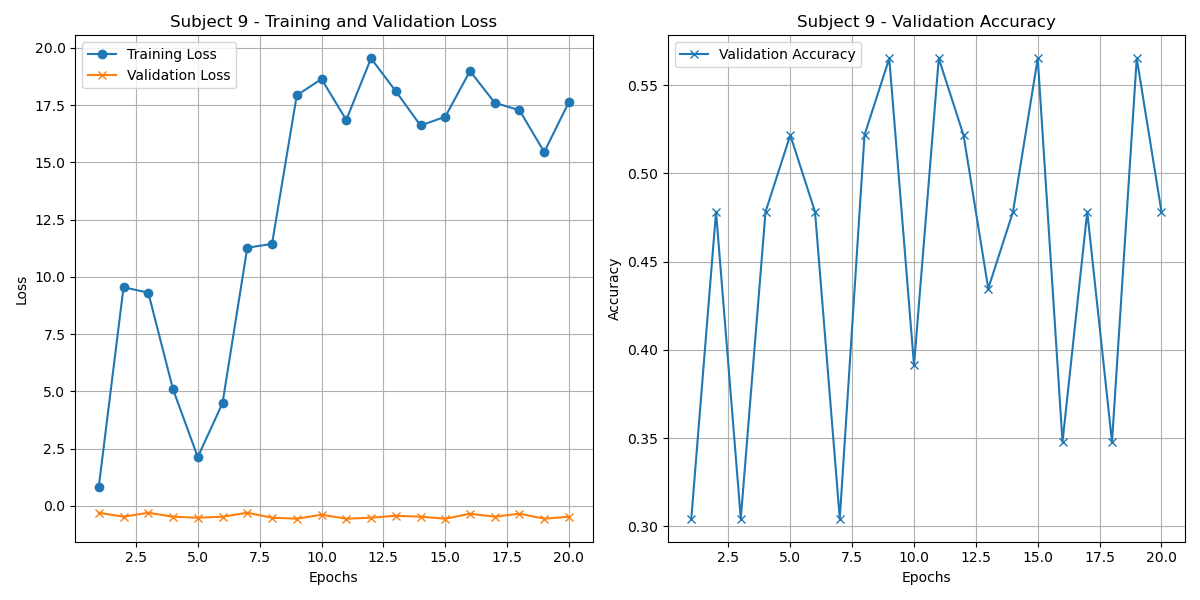 Subject 9 - Training and Validation Loss
Training Loss
Validation Loss
20.0
17.5
15.0
12.5
10.0
7.5
5.0
2.5
0.0
Loss
2.5 5.0 7.5 10.0 12.5 15.0 17.5 20.0
Epochs
Subject 9 - Validation Accuracy
Validation Accuracy
0.55
0.50
0.45
0.40
0.35
0.30
Accuracy
2.5 5.0 7.5 10.0 12.5 15.0 17.5 20.0
Epochs